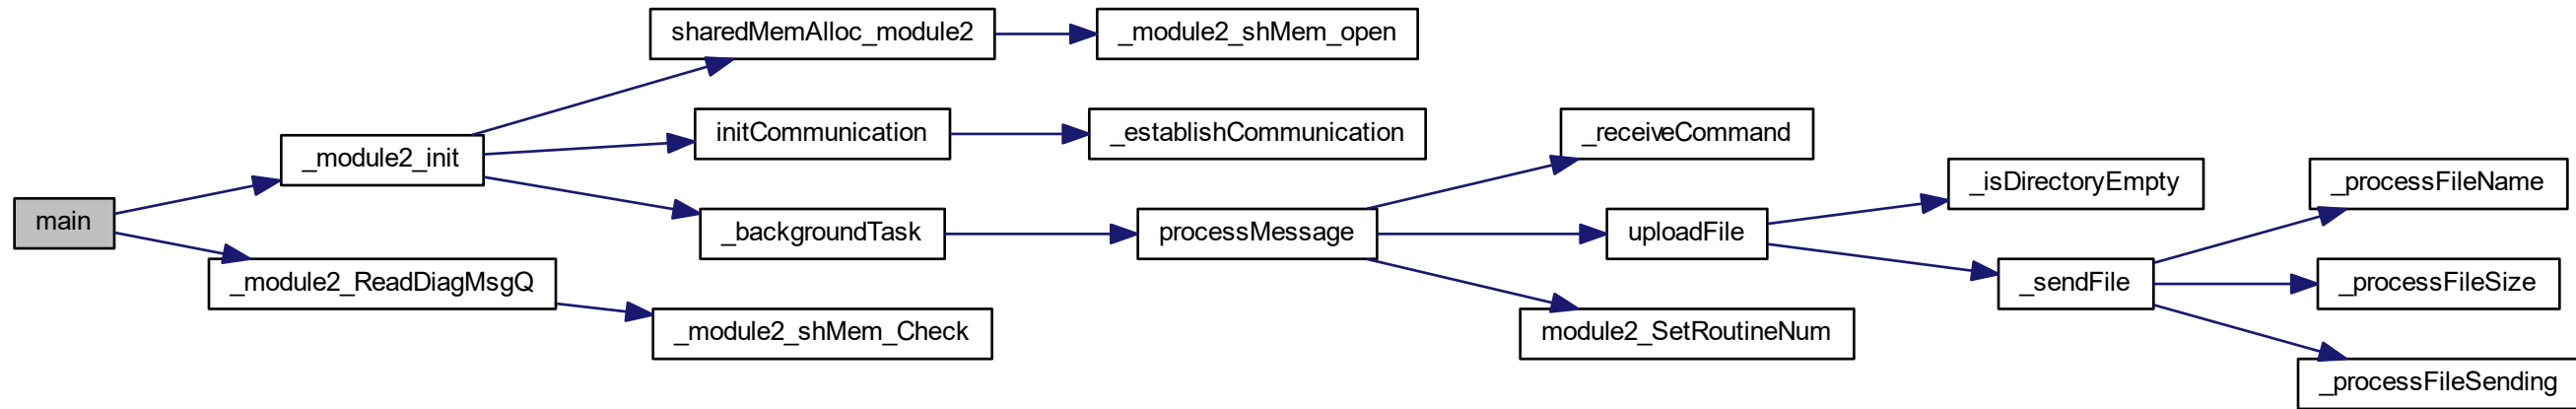 main
_module2_init
sharedMemAlloc_module2
_module2_shMem_open
initCommunication
_establishCommunication
_backgroundTask
processMessage
_receiveCommand
uploadFile
_isDirectoryEmpty
_sendFile
_processFileName
_processFileSize
_processFileSending
module2_SetRoutineNum
_module2_ReadDiagMsgQ
_module2_shMem_Check